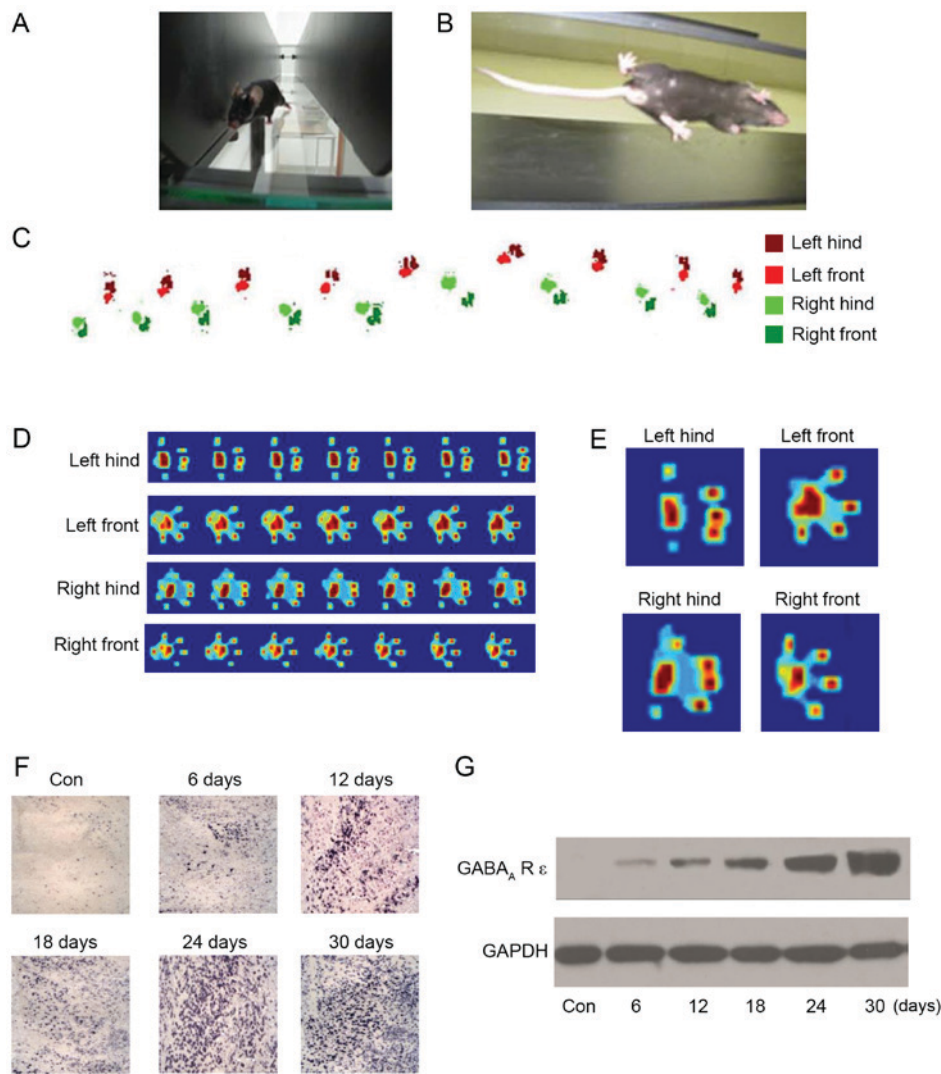 A
B
C
Left hind
Left front
Right hind
Right front
D
Left hind
Left front
Right hind
Right front
E
Left hind
Left front
Right hind
Right front
F
Con
6 days
12 days
18 days
24 days
30 days
G
GABA_A R ε
GAPDH
Con 6 12 18 24 30 (days)